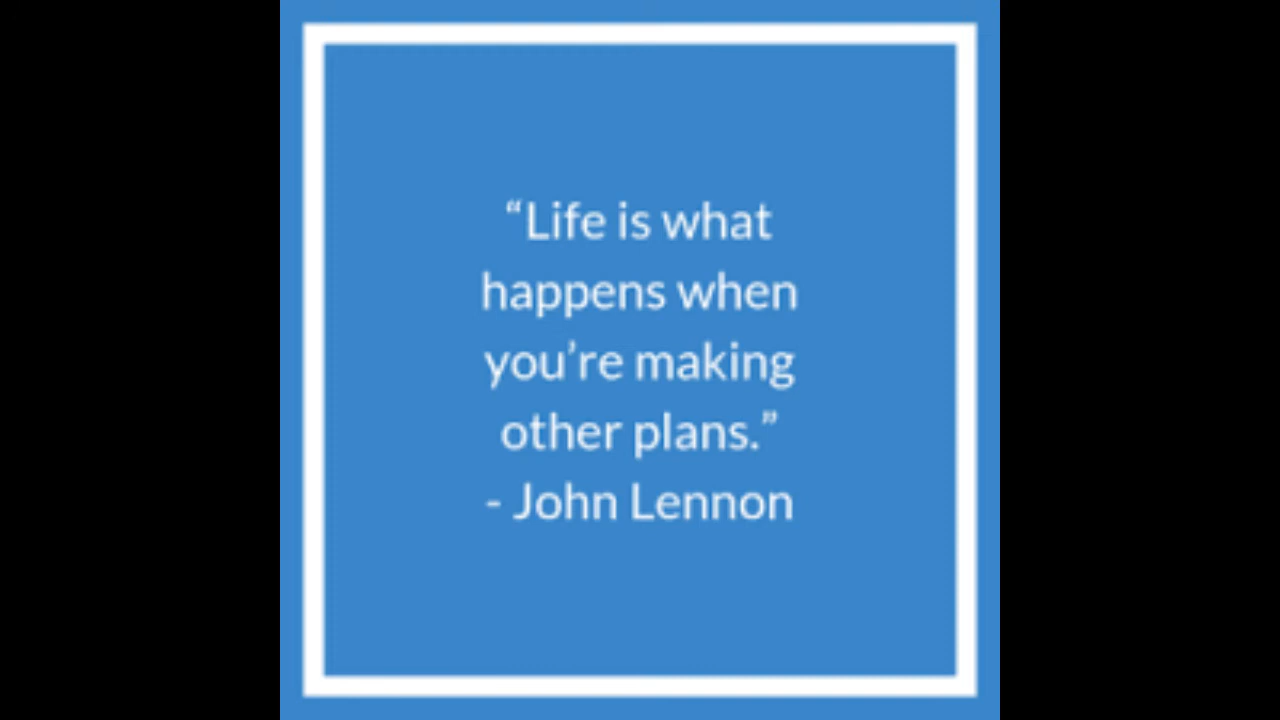 “Life is what
happens when
you’re making
other plans.”
- John Lennon